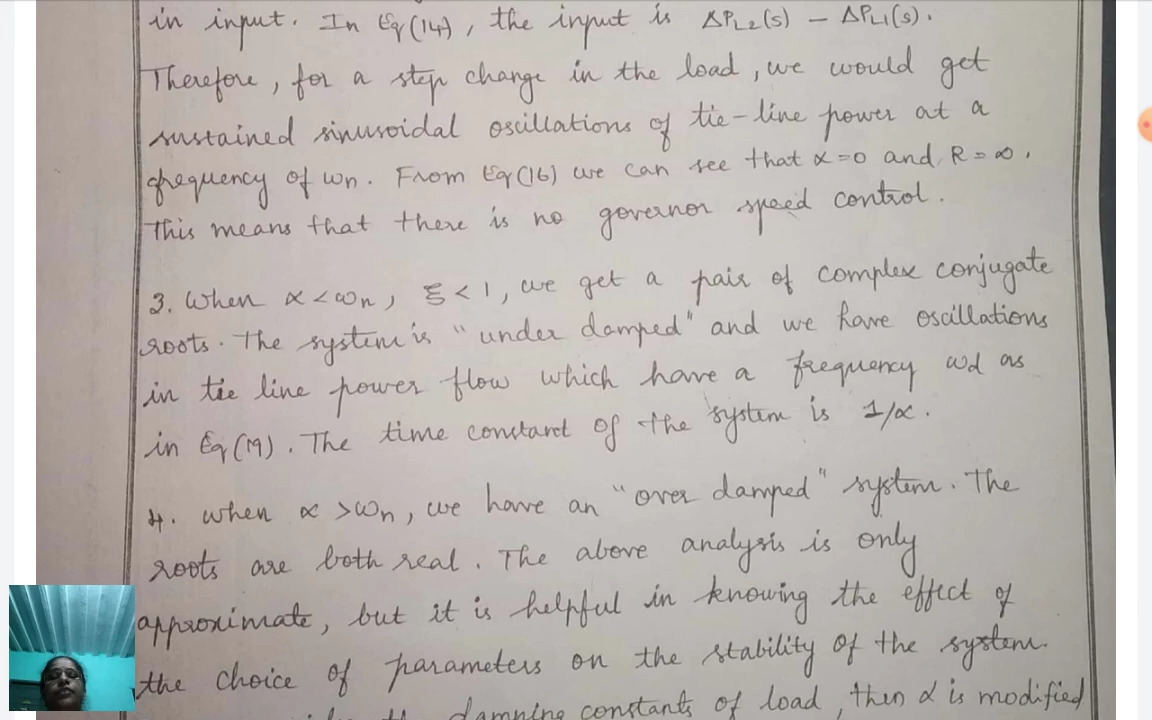 in input. In Eq(14), the input is ΔPL2(s) - ΔPL1(s).
Therefore, for a step change in the load, we would get
sustained sinusoidal oscillations of tie-line power at a
frequency of ωn. From Eq(16) we can see that α=0 and R=∞.
This means that there is no governor speed control.
3. When α<ωn, ξ<1, we get a pair of complex conjugate
roots. The system is "under damped" and we have oscillations
in tie line power flow which have a frequency ωd as
in Eq(19). The time constant of the system is 1/α.
4. when α >ωn, we have an "over damped" system. The
roots are both real. The above analysis is only
approximate, but it is helpful in knowing the effect of
the choice of parameters on the stability of the system.
damping constants of load, then α is modified